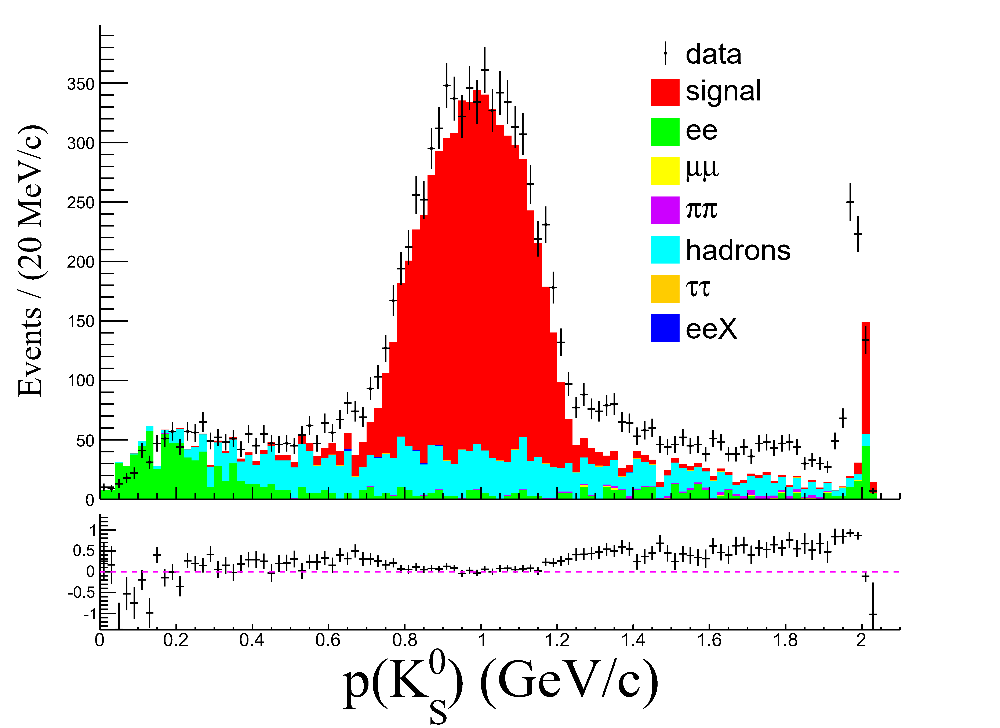 Events / (20 MeV/c)
350
300
250
200
150
100
50
0
data
signal
ee
μμ
ππ
hadrons
ττ
eeX
1
0.5
0
-0.5
-1
0 0.2 0.4 0.6 0.8 1 1.2 1.4 1.6 1.8 2
p(K⁰S) (GeV/c)